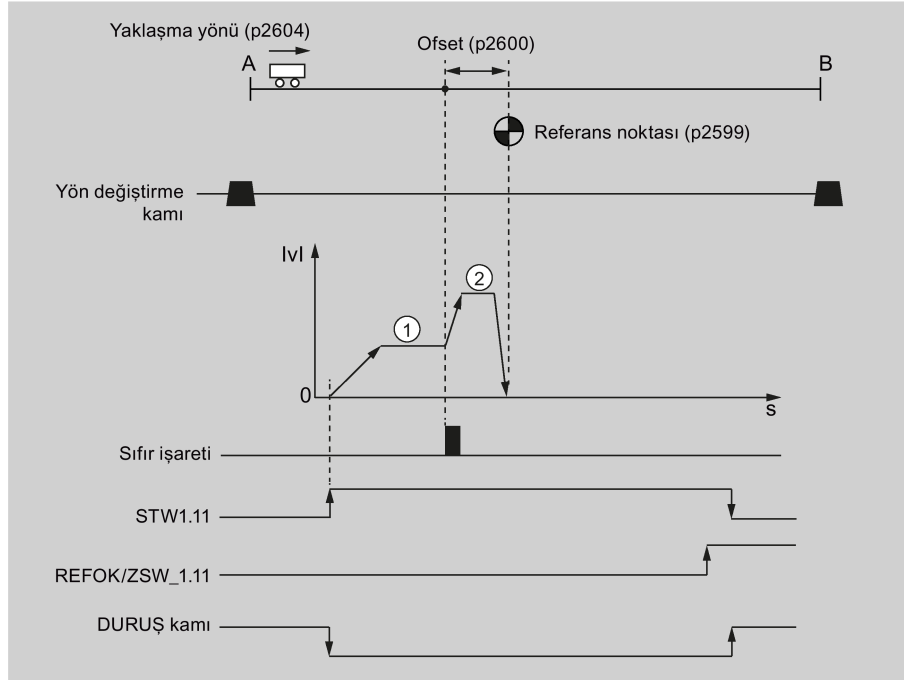 Yaklaşma yönü (p2604)
Ofset (p2600)
A
B
Referans noktası (p2599)
Yön değiştirme
kamı
IvI
2
1
0
s
Sıfır işareti
STW1.11
REFOK/ZSW_1.11
DURUŞ kamı